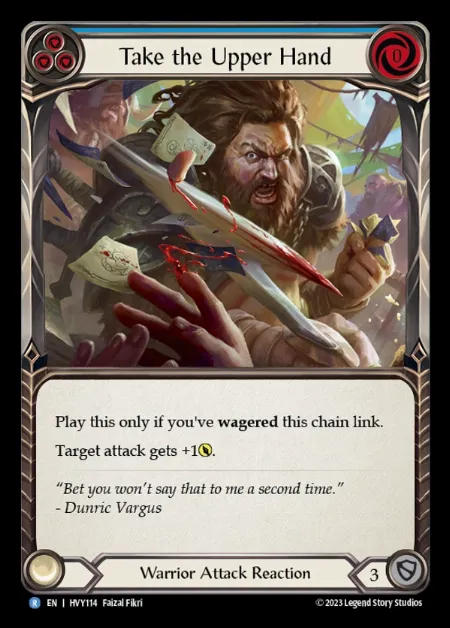 Take the Upper Hand
0
Play this only if you've wagered this chain link.
Target attack gets +1.
“Bet you won't say that to me a second time.”
- Dunric Vargus
Warrior Attack Reaction
3
R EN | HVY114 Faizal Fikri
© 2023 Legend Story Studios